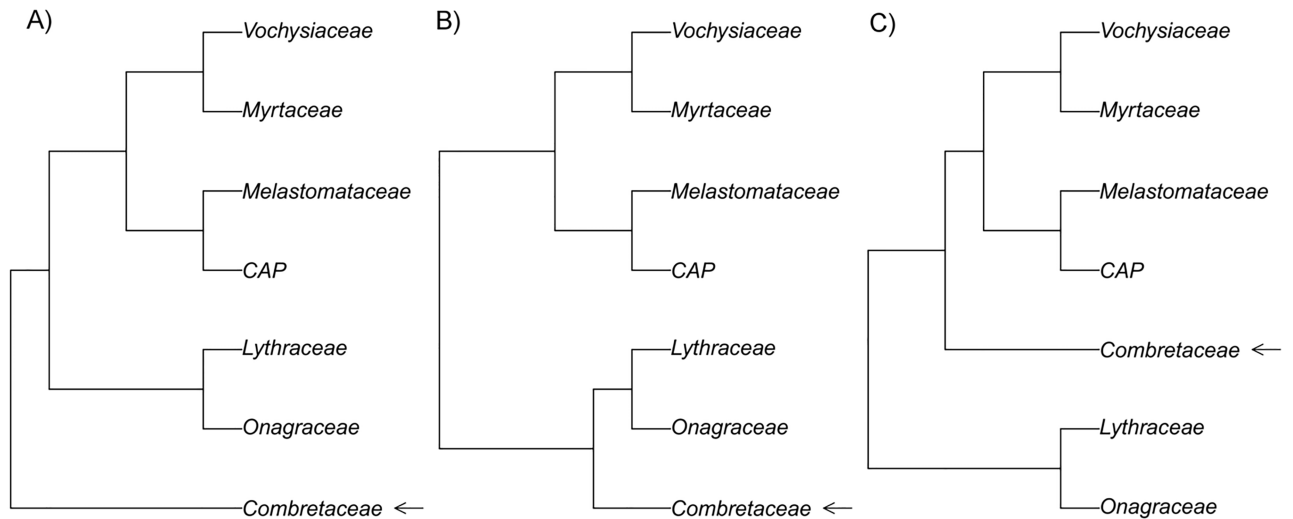 A)
Vochysiaceae
Myrtaceae
Melastomataceae
CAP
Lythraceae
Onagraceae
Combretaceae
B)
Vochysiaceae
Myrtaceae
Melastomataceae
CAP
Lythraceae
Onagraceae
Combretaceae
C)
Vochysiaceae
Myrtaceae
Melastomataceae
CAP
Combretaceae
Lythraceae
Onagraceae